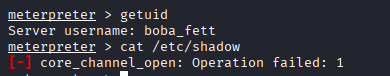 meterpreter > getuid
Server username: boba_fett
meterpreter > cat /etc/shadow
[-] core_channel_open: Operation failed: 1